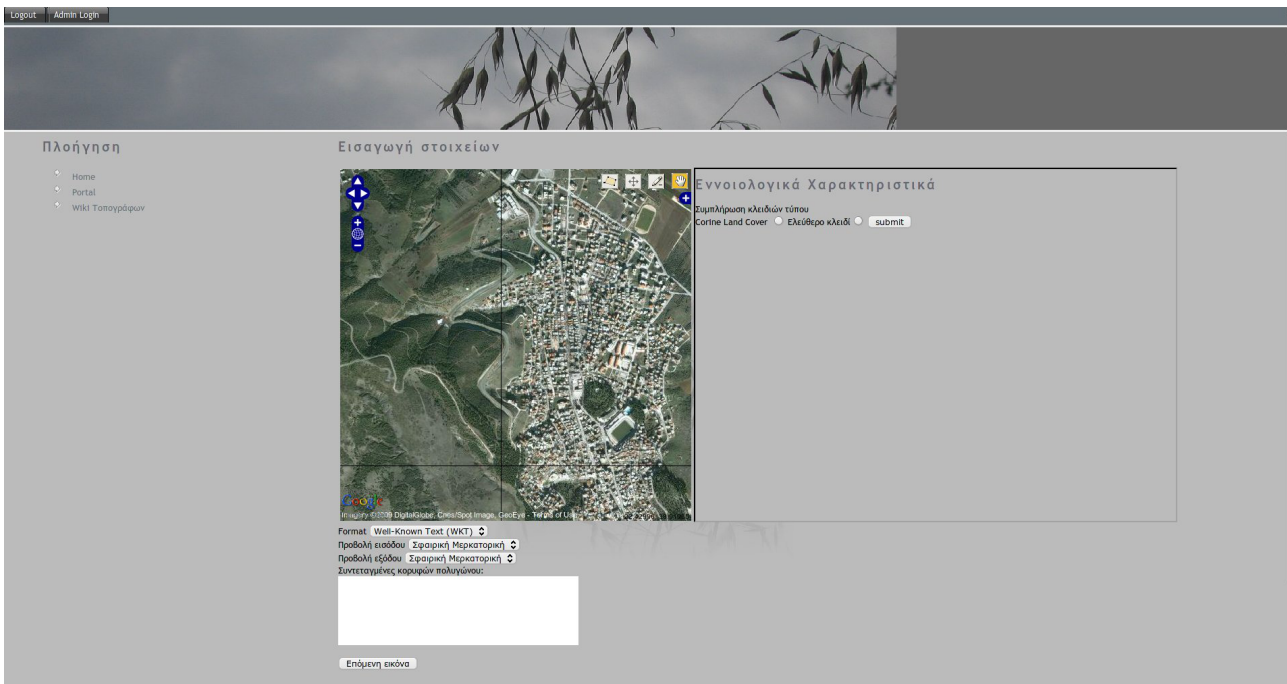 Logout Admin Login
Πλοήγηση
Home
Portal
Wiki Τοπογράφων
Εισαγωγή στοιχείων
Εννοιολογικά Χαρακτηριστικά
Συμπλήρωση κλειδιών τύπου
Corine Land Cover Ελεύθερο κλειδί submit
Google
Imagery ©2009 DigitalGlobe, Cnes/Spot Image, GeoEye - Terms of Use
Format Well-Known Text (WKT)
Προβολή εισόδου Σφαιρική Μερκατορική
Προβολή εξόδου Σφαιρική Μερκατορική
Συντεταγμένες κορυφών πολυγώνου:
Επόμενη εικόνα